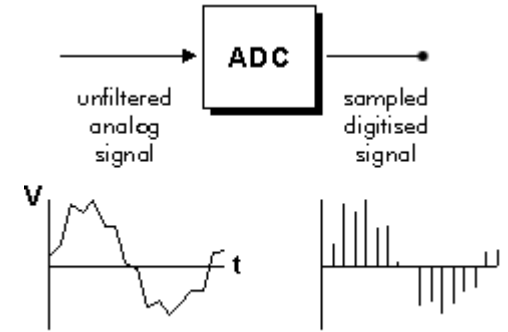 ADC
unfiltered
analog
signal
sampled
digitised
signal
V
t